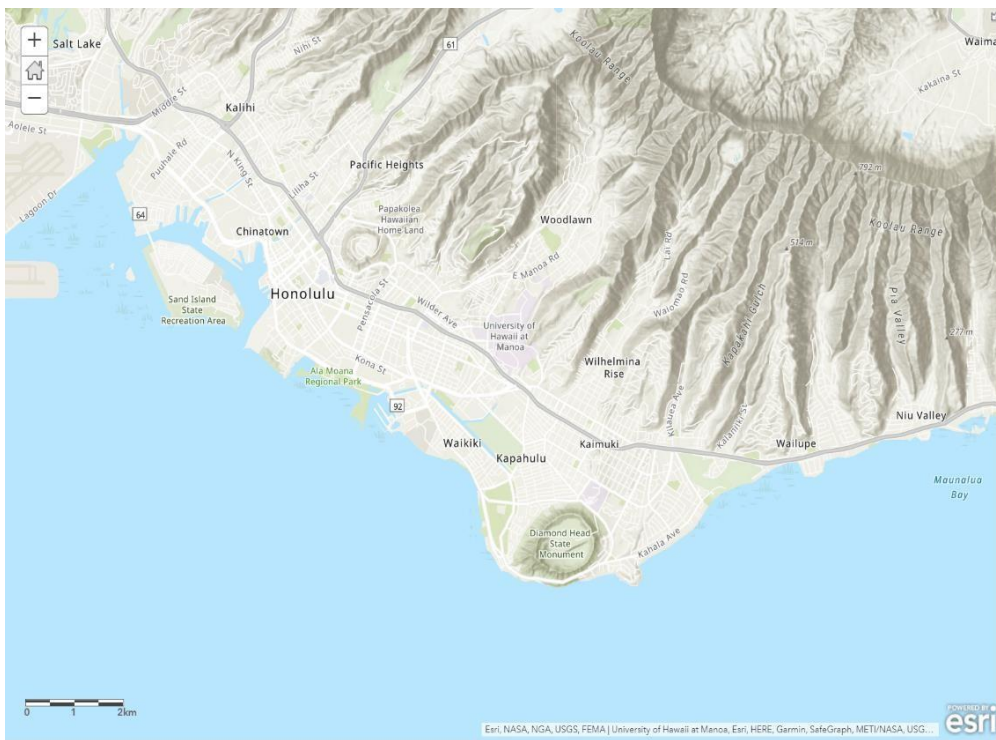 +
Salt Lake
−
Nihi St
61
Koolau Range
Kakaina St
Aolele St
Middle St
Kalihi
Puuhale Rd
N King St
Liliha St
Pacific Heights
792 m
Lagoon Dr
64
Chinatown
Papakolea
Hawaiian
Home Land
Woodlawn
Koolau Range
514 m
E Manoa Rd
Sand Island
State
Recreation Area
Honolulu
Pensacola St
Wilder Ave
Waiomao Rd
Kapakahi Gulch
Pia Valley
277 m
University of
Hawaii at
Manoa
Kona St
Wilhelmina
Rise
Ala Moana
Regional Park
92
Kilauea Ave
Kalaniiki St
Niu Valley
Waikiki
Kapahulu
Kaimuki
Wailupe
Maunalua
Bay
Diamond Head
State
Monument
Kahala Ave
0 1 2km
Esri, NASA, NGA, USGS, FEMA | University of Hawaii at Manoa, Esri, HERE, Garmin, SafeGraph, METI/NASA, USG...
POWERED BY
esri